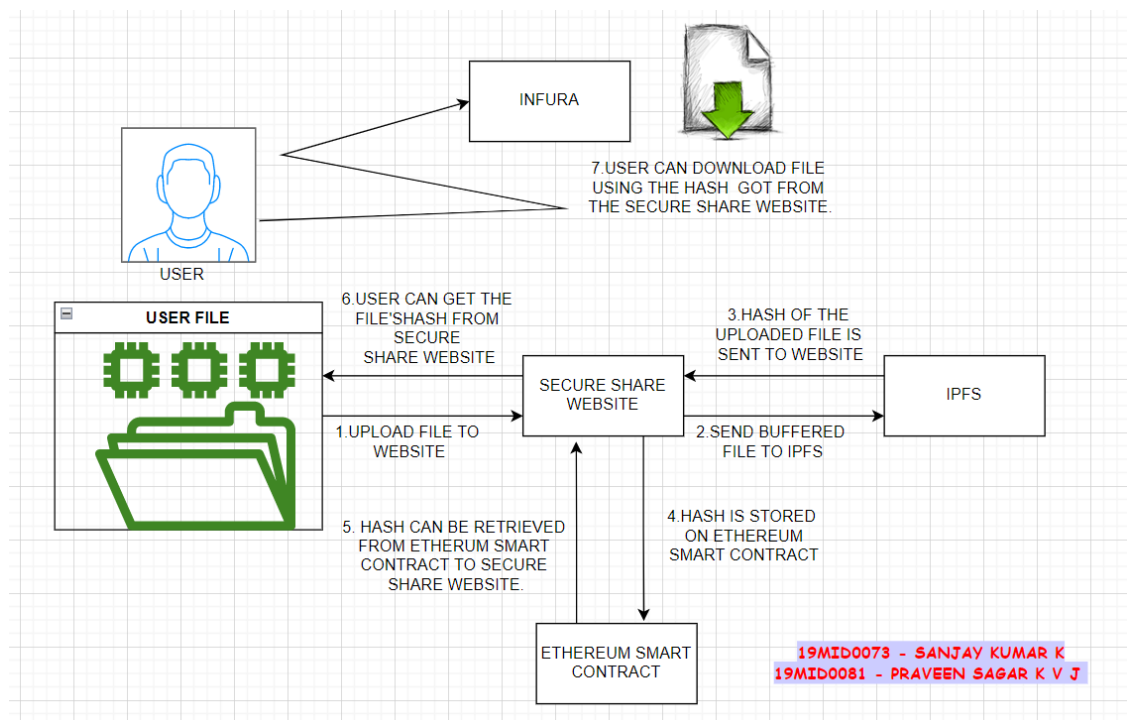 INFURA
7.USER CAN DOWNLOAD FILE
USING THE HASH GOT FROM
THE SECURE SHARE WEBSITE.
USER
USER FILE
6.USER CAN GET THE
FILE'SHASH FROM
SECURE
SHARE WEBSITE
3.HASH OF THE
UPLOADED FILE IS
SENT TO WEBSITE
SECURE SHARE
WEBSITE
IPFS
1.UPLOAD FILE TO
WEBSITE
2.SEND BUFFERED
FILE TO IPFS
5. HASH CAN BE RETRIEVED
FROM ETHERUM SMART
CONTRACT TO SECURE
SHARE WEBSITE.
4.HASH IS STORED
ON ETHEREUM
SMART CONTRACT
ETHEREUM SMART
CONTRACT
19MID0073 - SANJAY KUMAR K
19MID0081 - PRAVEEN SAGAR K V J